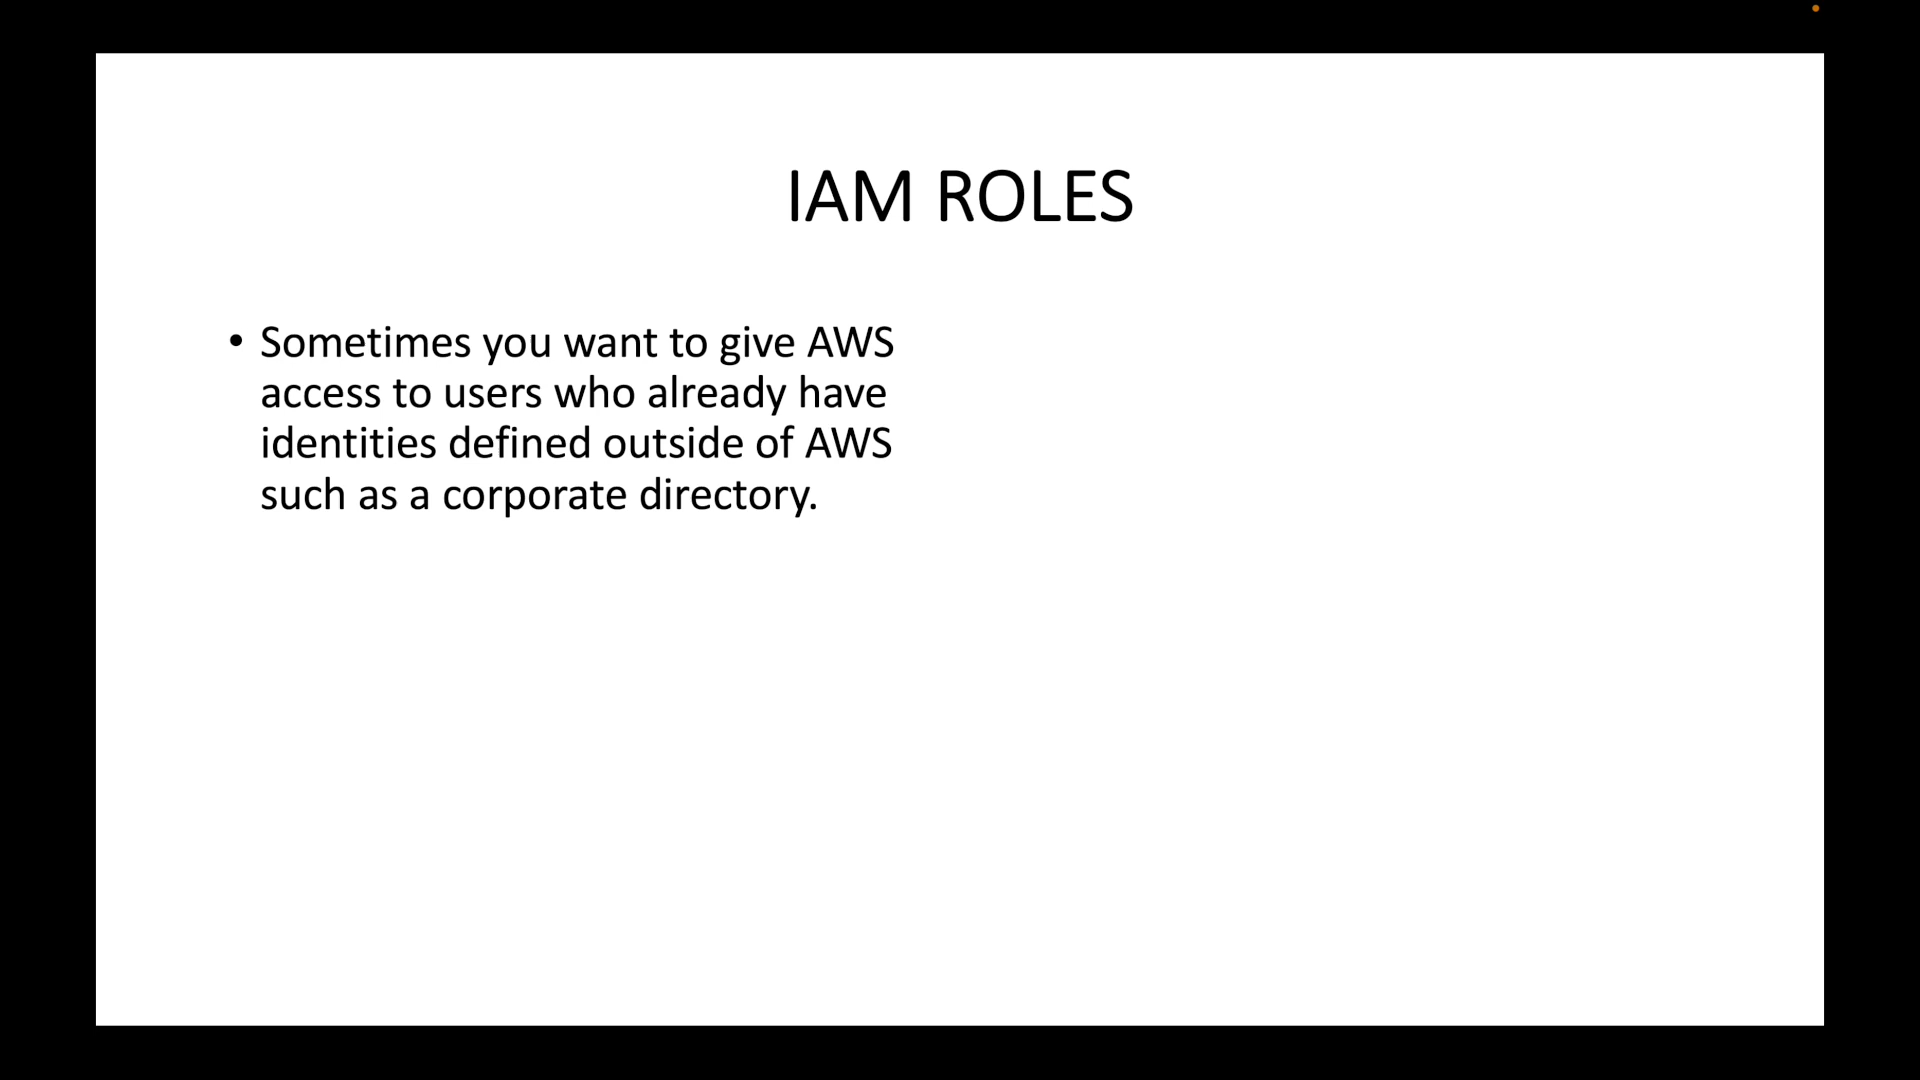 IAM ROLES
• Sometimes you want to give AWS
access to users who already have
identities defined outside of AWS
such as a corporate directory.